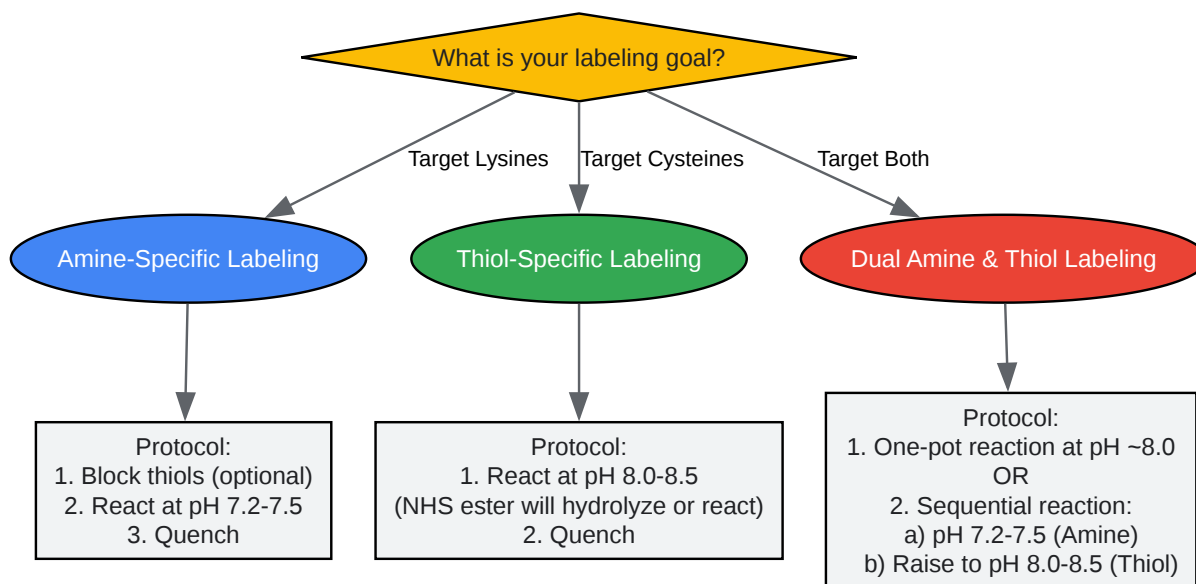 What is your labeling goal?
Target Lysines
Target Cysteines
Target Both
Amine-Specific Labeling
Thiol-Specific Labeling
Dual Amine & Thiol Labeling
Protocol:
1. Block thiols (optional)
2. React at pH 7.2-7.5
3. Quench
Protocol:
1. React at pH 8.0-8.5
(NHS ester will hydrolyze or react)
2. Quench
Protocol:
1. One-pot reaction at pH ~8.0
OR
2. Sequential reaction:
a) pH 7.2-7.5 (Amine)
b) Raise to pH 8.0-8.5 (Thiol)